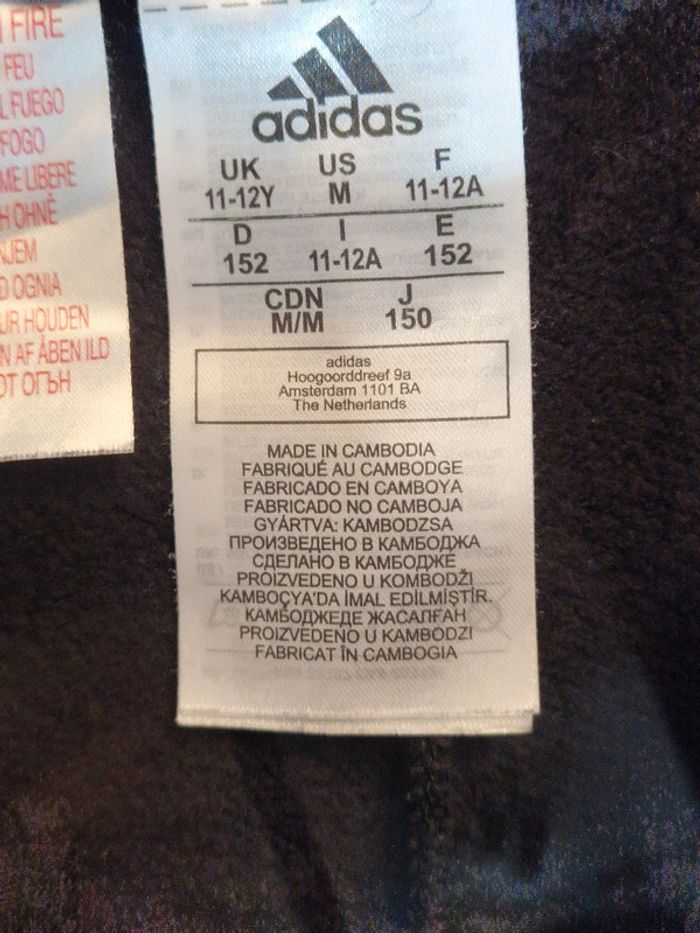 FIRE
FEU
L FUEGO
FOGO
ME LIBERE
H OHNE
NJEM
D OGNIA
UR HOUDEN
N AF ÅBEN ILD
ОТ ОГЪН
adidas
UK US F
11-12Y M 11-12A
D I E
152 11-12A 152
CDN J
M/M 150
adidas
Hoogoorddreef 9a
Amsterdam 1101 BA
The Netherlands
MADE IN CAMBODIA
FABRIQUÉ AU CAMBODGE
FABRICADO EN CAMBOYA
FABRICADO NO CAMBOJA
GYÁRTVA: KAMBODZSA
ПРОИЗВЕДЕНО В КАМБОДЖА
СДЕЛАНО В КАМБОДЖЕ
PROIZVEDENO U KOMBODŽI
KAMBOÇYA'DA İMAL EDİLMİŞTİR.
КАМБОДЖЕДЕ ЖАСАЛҒАН
PROIZVEDENO U KAMBODZI
FABRICAT ÎN CAMBOGIA